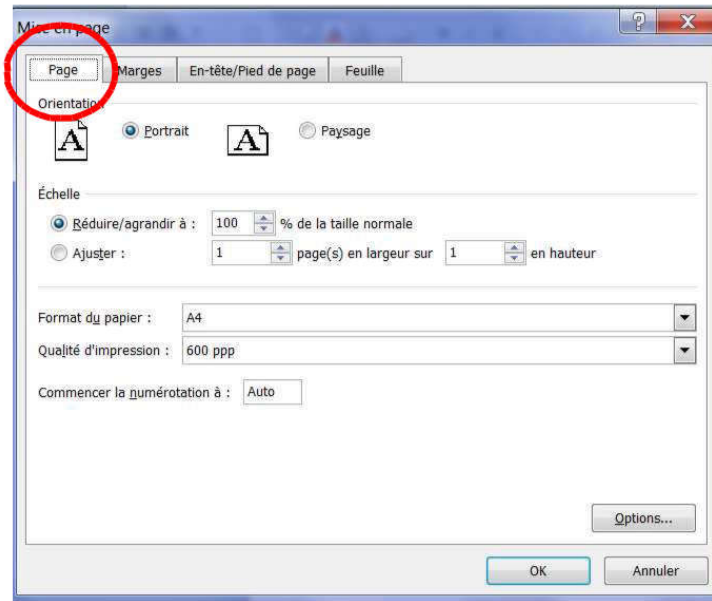 Mise en page
Page Marges En-tête/Pied de page Feuille
Orientation
A Portrait A Paysage
Échelle
Réduire/agrandir à : 100 % de la taille normale
Ajuster : 1 page(s) en largeur sur 1 en hauteur
Format du papier : A4
Qualité d'impression : 600 ppp
Commencer la numérotation à : Auto
Options...
OK Annuler